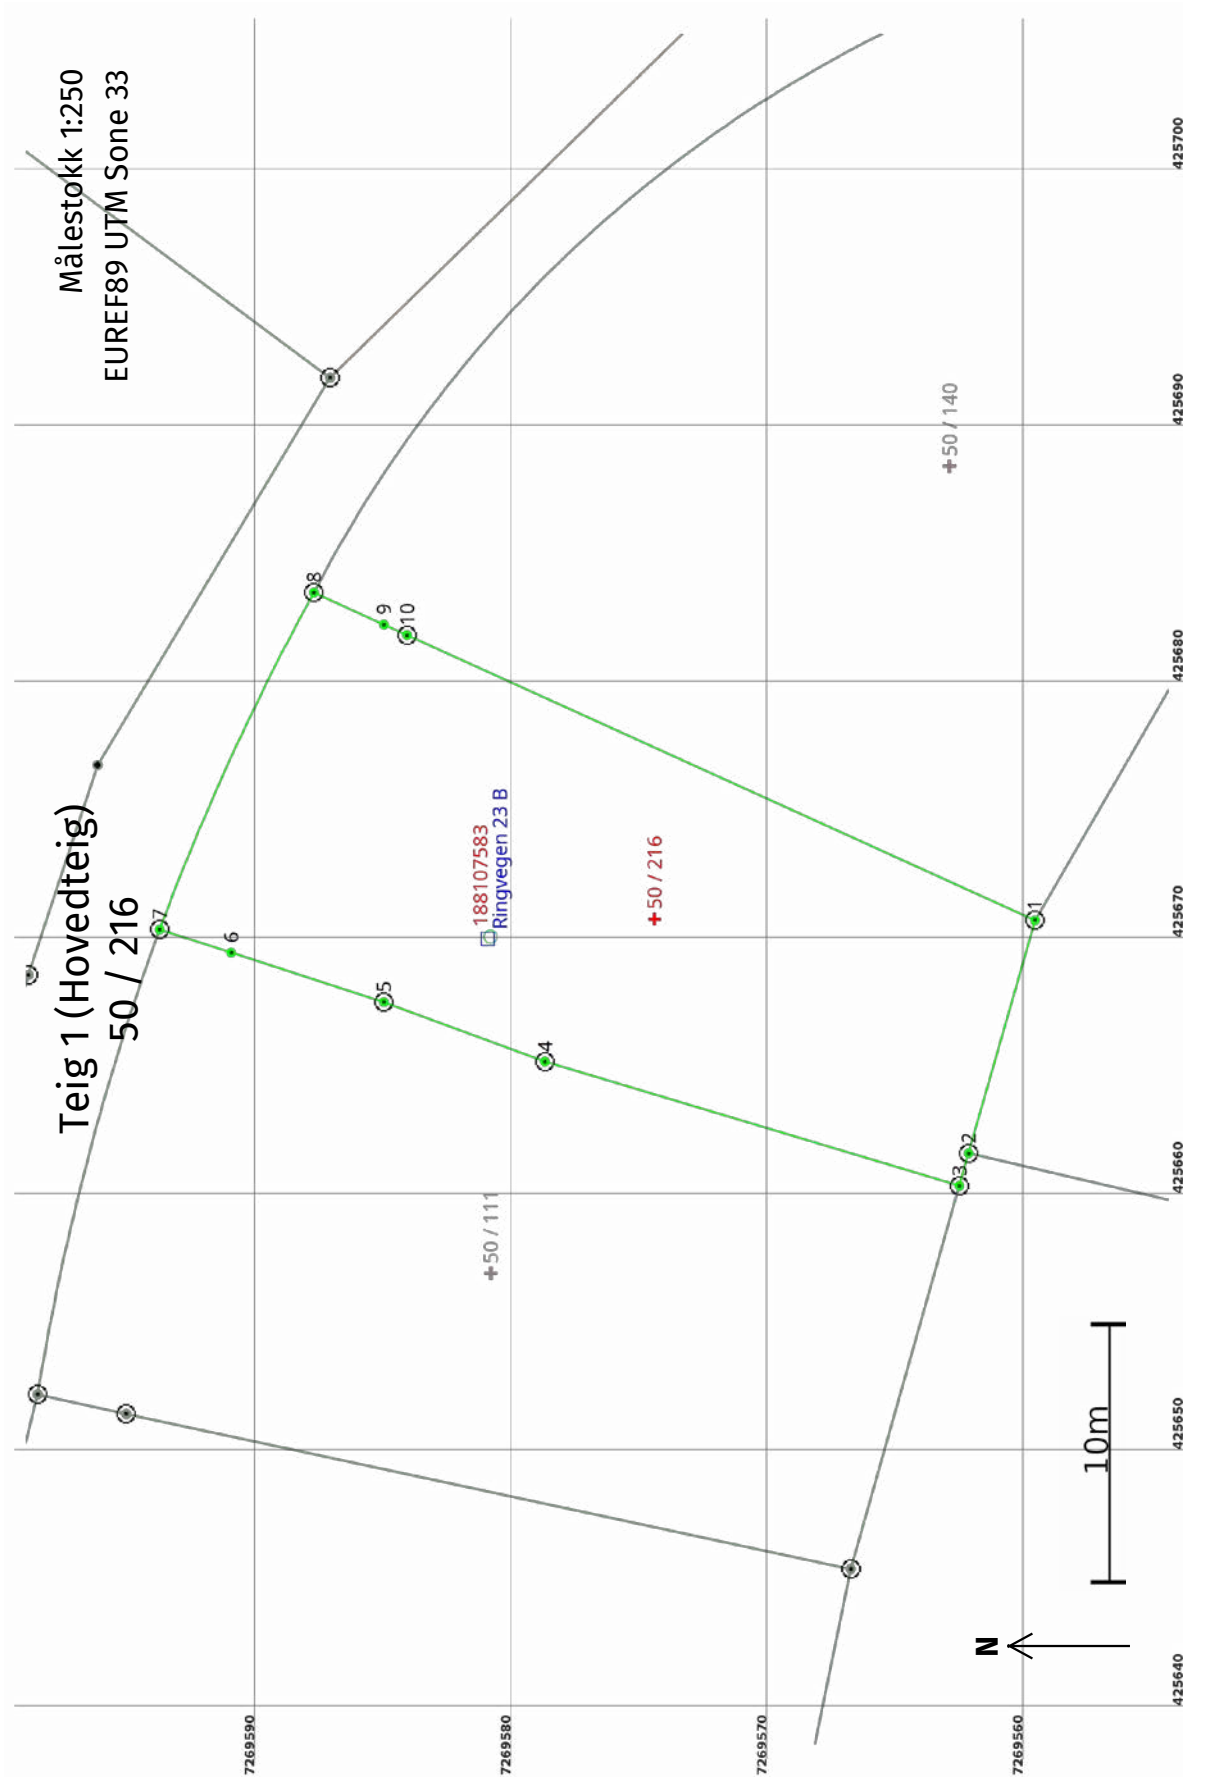 Målestokk 1:250
EUREF89 UTM Sone 33
Teig 1 (Hovedteig)
50 / 216
7
6
5
4
3
2
1
8
9
10
188107583
Ringvegen 23 B
50 / 216
50 / 111
50 / 140
10m
N
7269590
7269580
7269570
7269560
425640
425650
425660
425670
425680
425690
425700